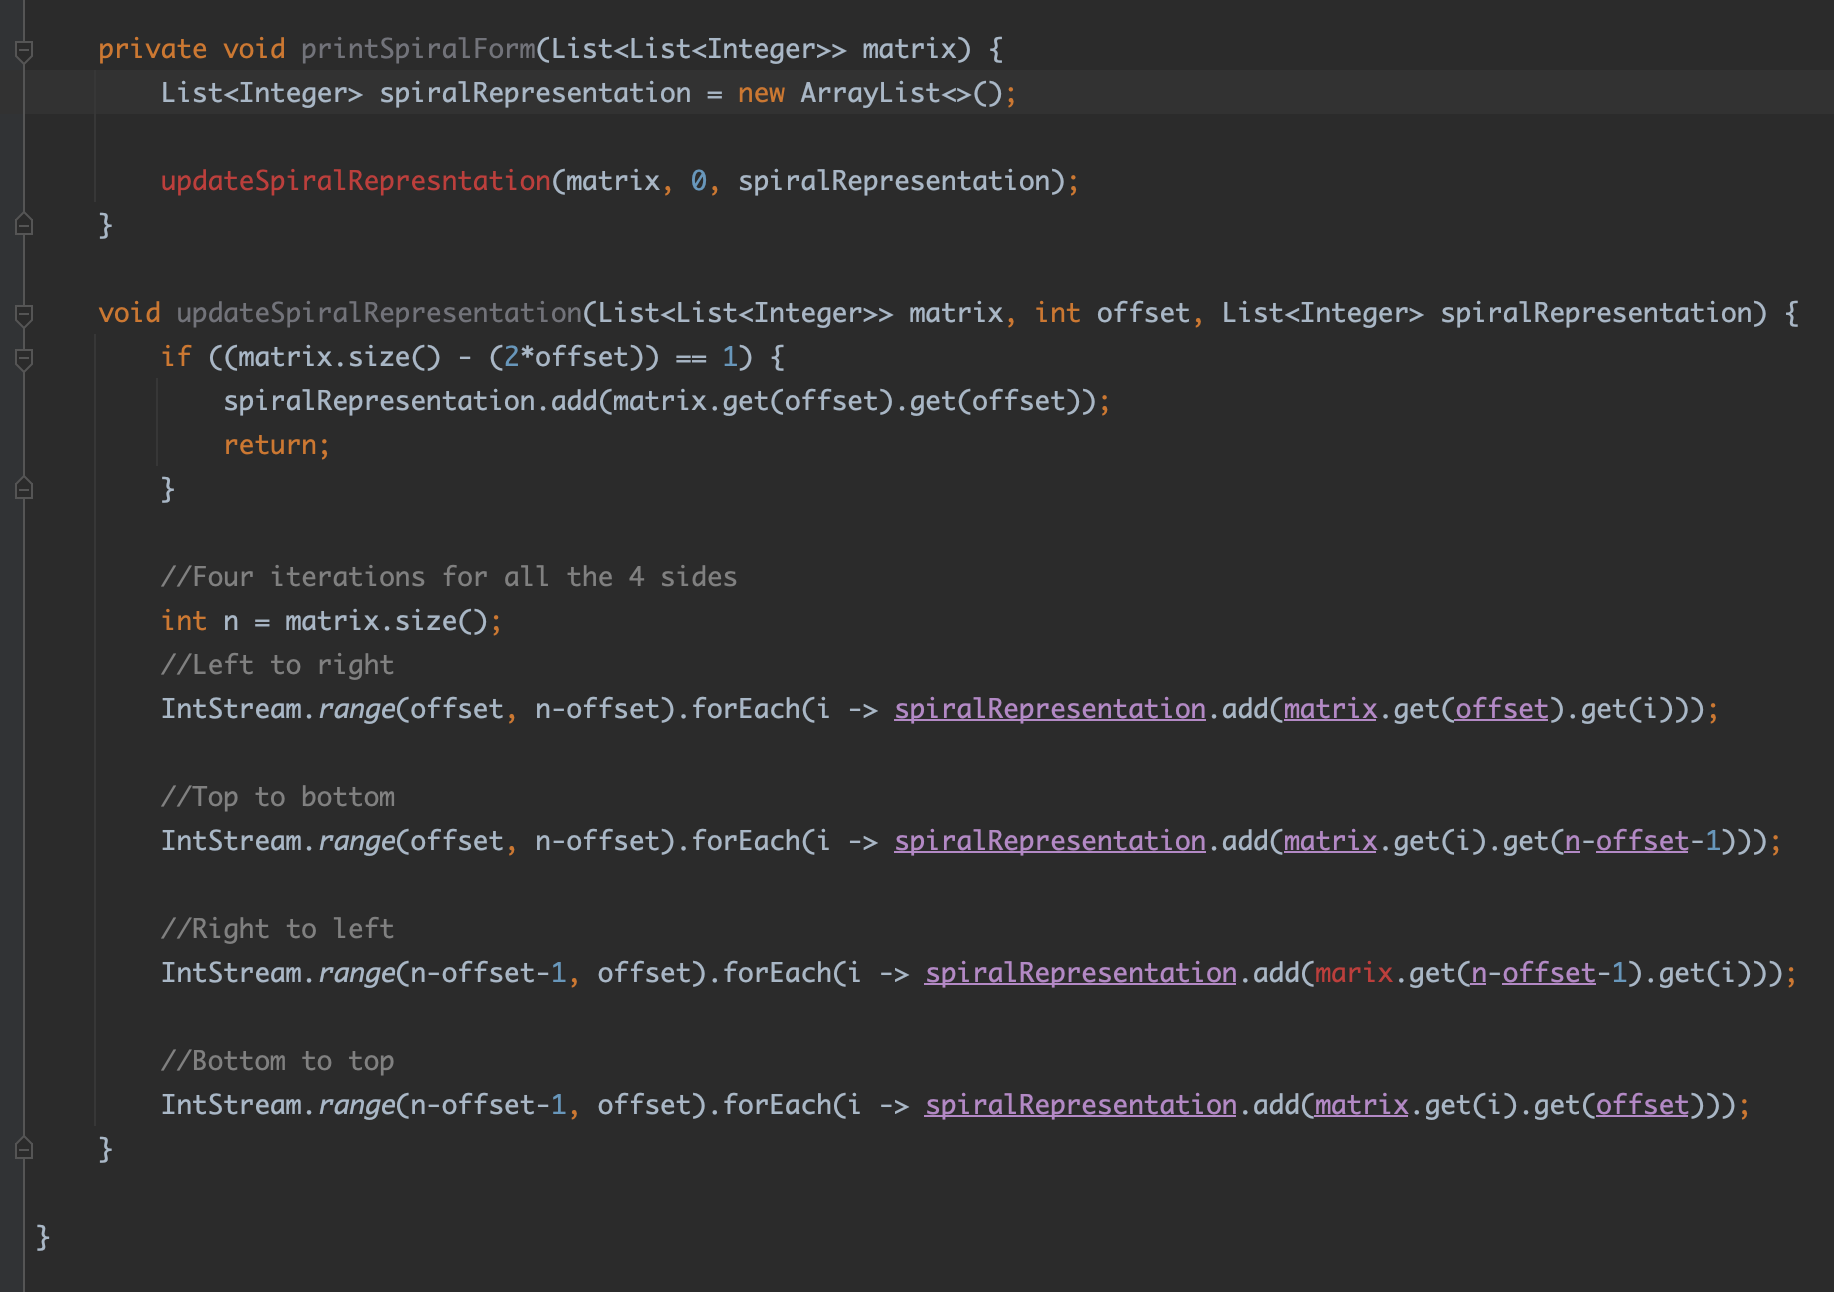 private void printSpiralForm(List<List<Integer>> matrix) {
List<Integer> spiralRepresentation = new ArrayList<>();
updateSpiralRepresntation(matrix, 0, spiralRepresentation);
}
void updateSpiralRepresentation(List<List<Integer>> matrix, int offset, List<Integer> spiralRepresentation) {
if ((matrix.size() - (2*offset)) == 1) {
spiralRepresentation.add(matrix.get(offset).get(offset));
return;
}
//Four iterations for all the 4 sides
int n = matrix.size();
//Left to right
IntStream.range(offset, n-offset).forEach(i -> spiralRepresentation.add(matrix.get(offset).get(i)));
//Top to bottom
IntStream.range(offset, n-offset).forEach(i -> spiralRepresentation.add(matrix.get(i).get(n-offset-1)));
//Right to left
IntStream.range(n-offset-1, offset).forEach(i -> spiralRepresentation.add(marix.get(n-offset-1).get(i)));
//Bottom to top
IntStream.range(n-offset-1, offset).forEach(i -> spiralRepresentation.add(matrix.get(i).get(offset)));
}
}